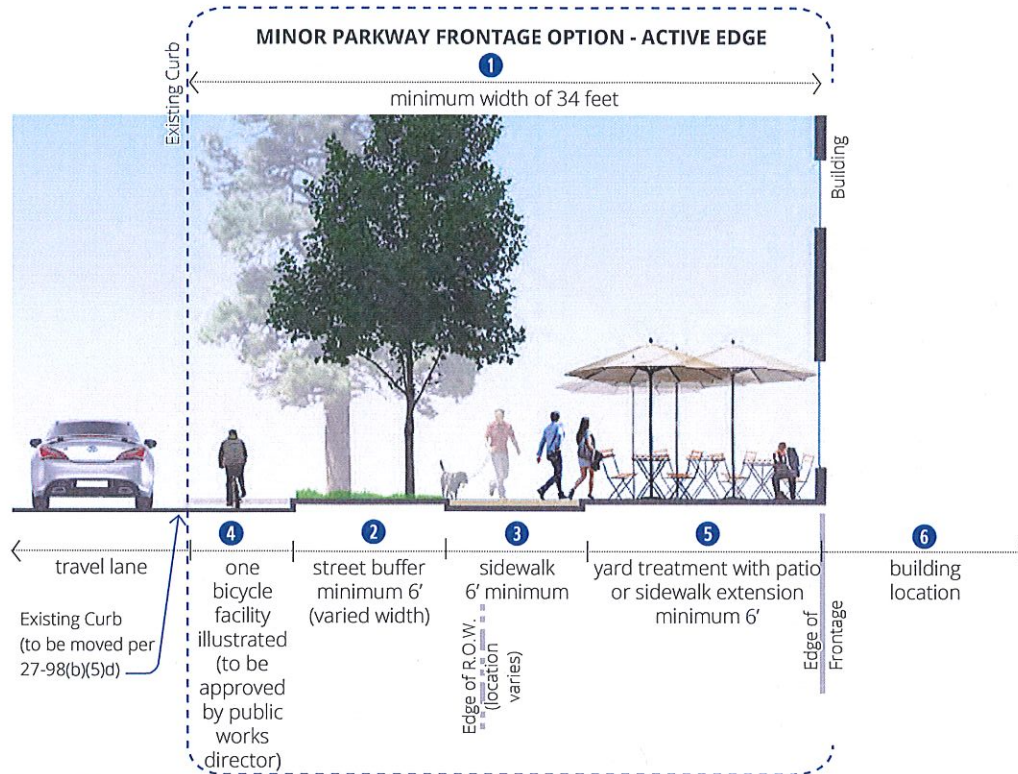 MINOR PARKWAY FRONTAGE OPTION - ACTIVE EDGE
1
minimum width of 34 feet
Existing Curb
Building
4
2
3
5
6
travel lane
one
bicycle
facility
illustrated
(to be
approved
by public
works
director)
street buffer
minimum 6'
(varied width)
sidewalk
6' minimum
yard treatment with patio
or sidewalk extension
minimum 6'
building
location
Existing Curb
(to be moved per
27-98(b)(5)d)
Edge of R.O.W.
(location
varies)
Edge of
Frontage